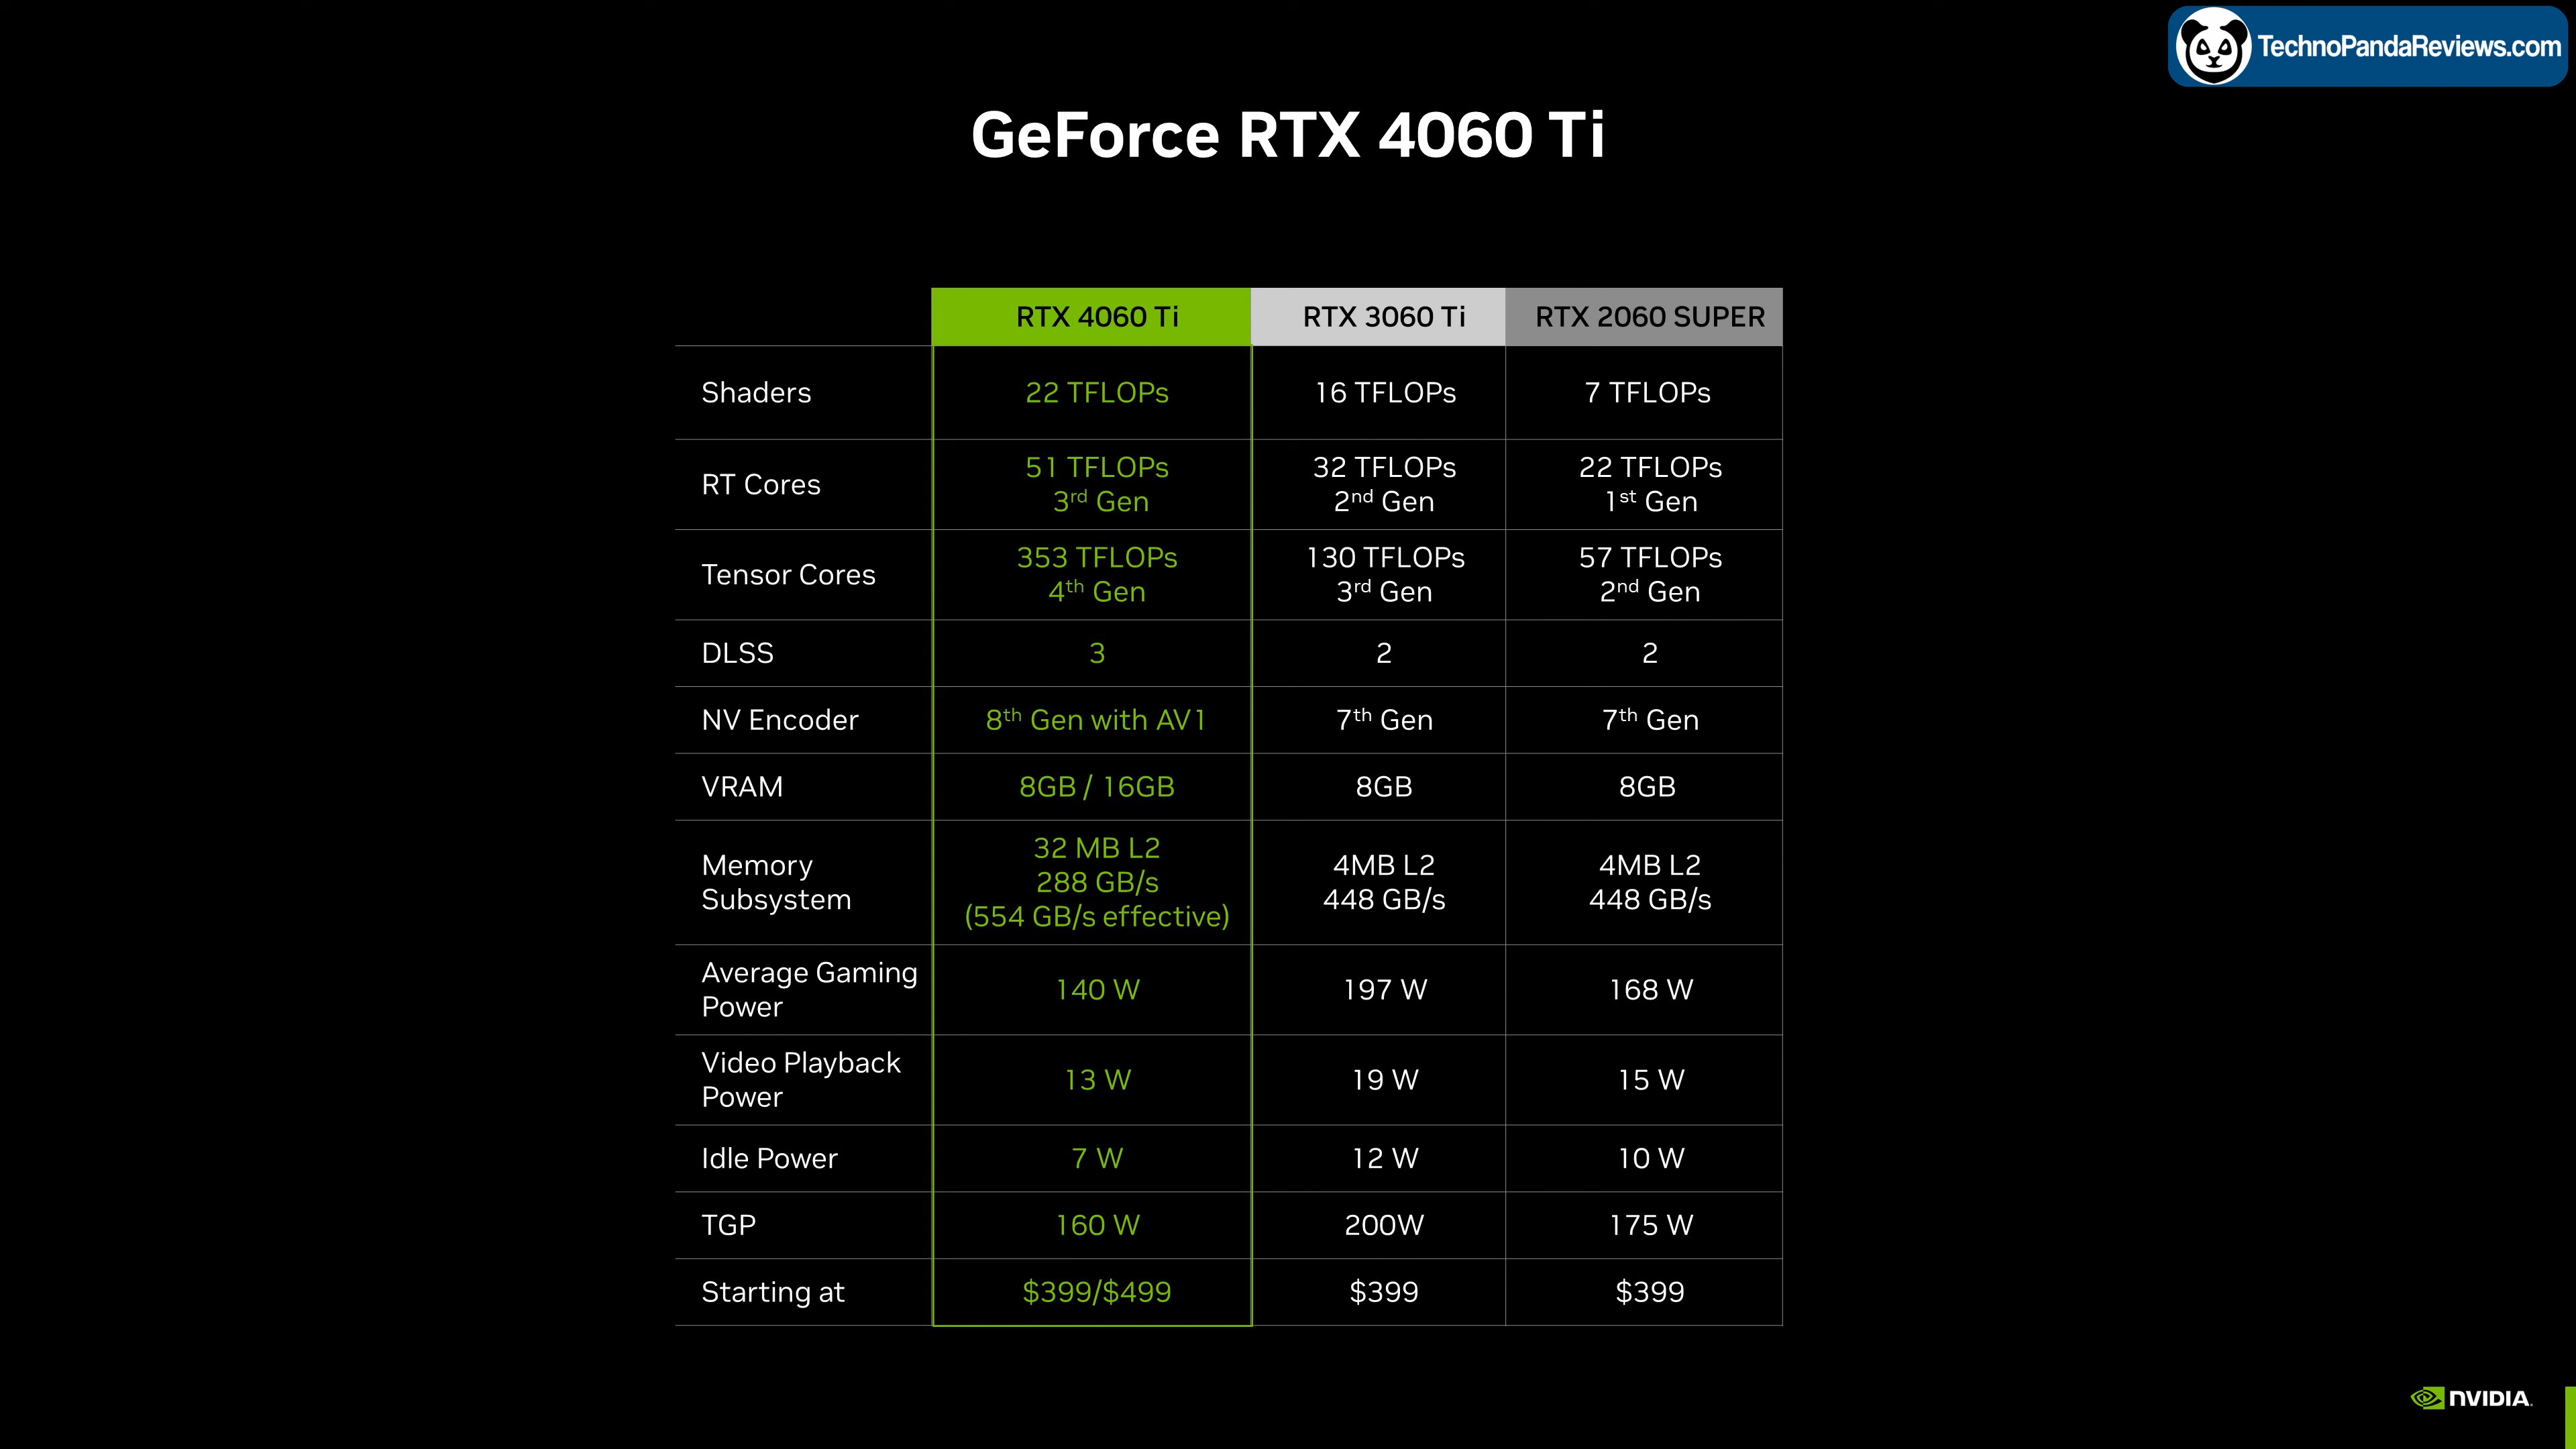 TechnoPandaReviews.com
GeForce RTX 4060 Ti
RTX 4060 Ti RTX 3060 Ti RTX 2060 SUPER
Shaders 22 TFLOPs 16 TFLOPs 7 TFLOPs
RT Cores 51 TFLOPs 3rd Gen 32 TFLOPs 2nd Gen 22 TFLOPs 1st Gen
Tensor Cores 353 TFLOPs 4th Gen 130 TFLOPs 3rd Gen 57 TFLOPs 2nd Gen
DLSS 3 2 2
NV Encoder 8th Gen with AV1 7th Gen 7th Gen
VRAM 8GB / 16GB 8GB 8GB
Memory Subsystem 32 MB L2 288 GB/s (554 GB/s effective) 4MB L2 448 GB/s 4MB L2 448 GB/s
Average Gaming Power 140 W 197 W 168 W
Video Playback Power 13 W 19 W 15 W
Idle Power 7 W 12 W 10 W
TGP 160 W 200W 175 W
Starting at $399/$499 $399 $399
NVIDIA.